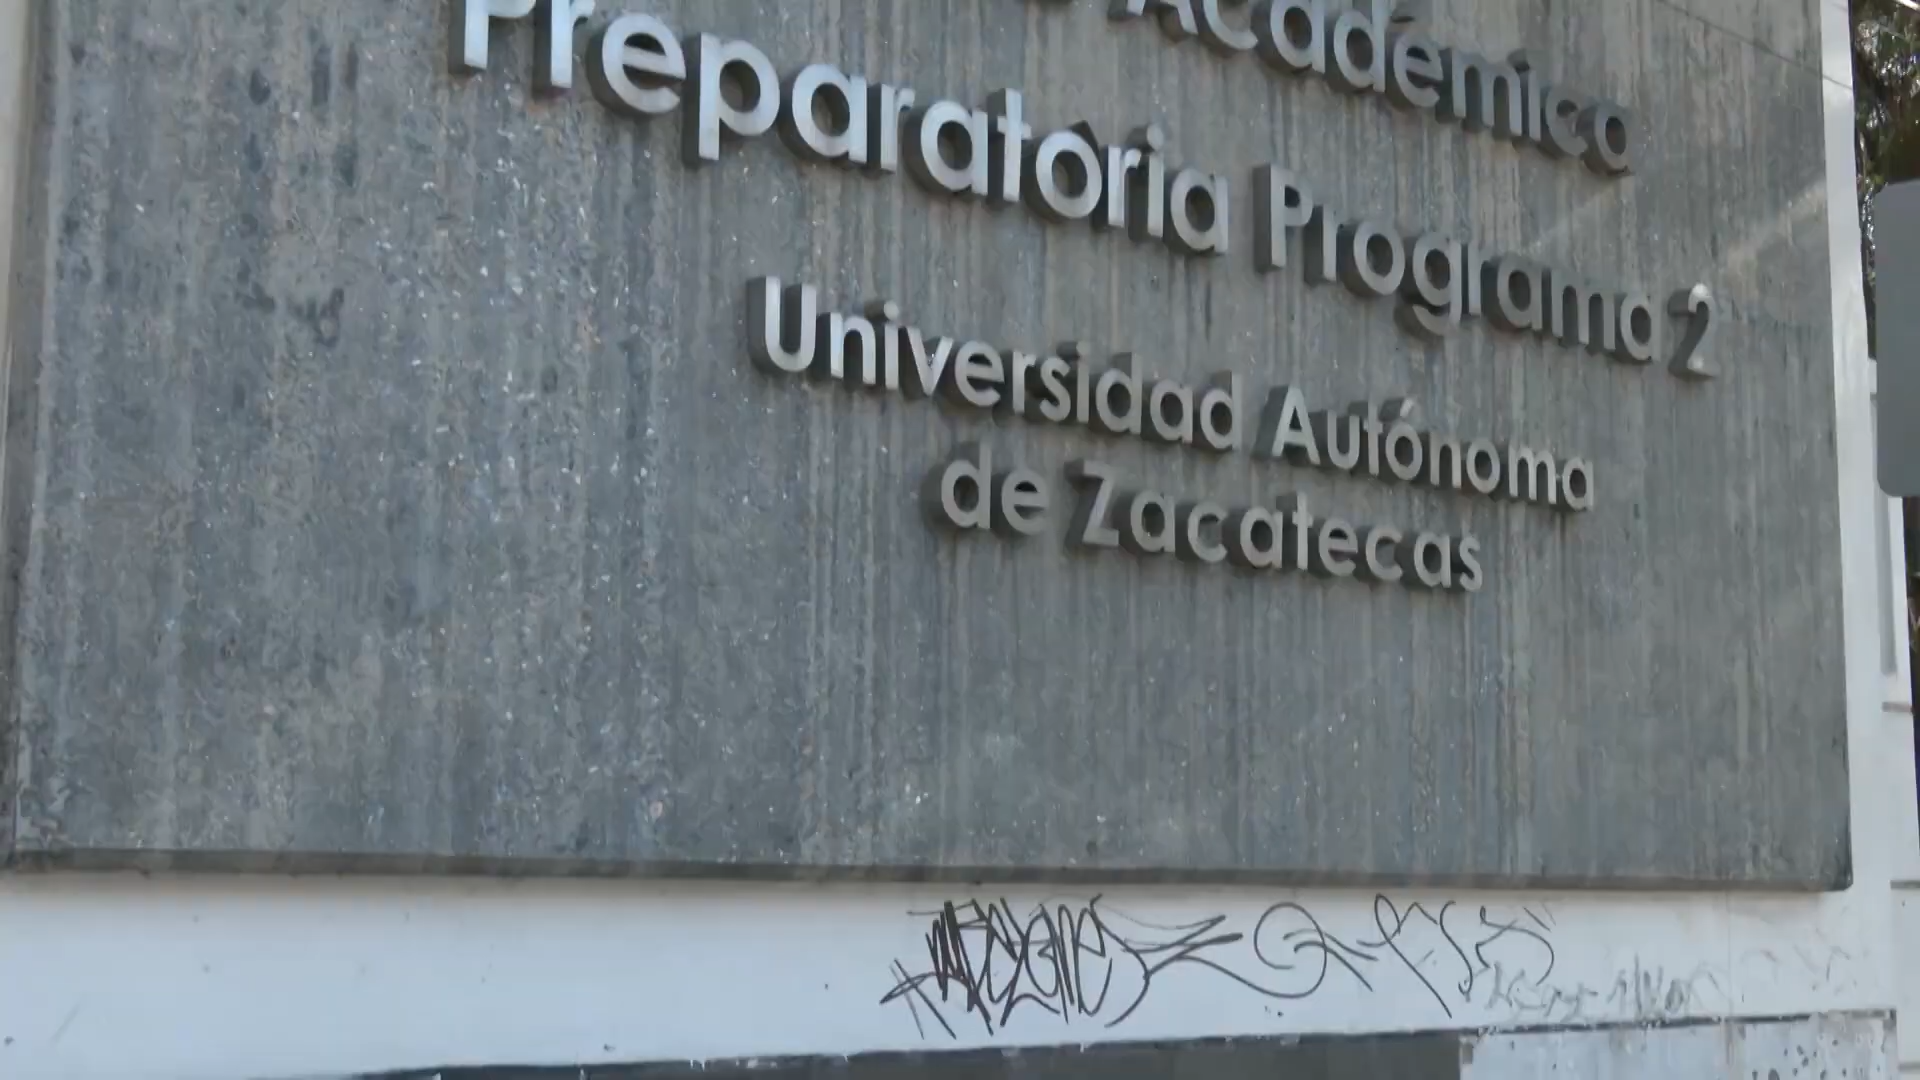 Académica
Preparatoria Programa 2
Universidad Autónoma
de Zacatecas